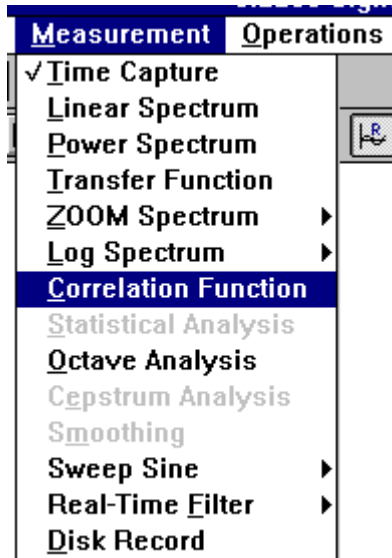 Measurement Operations
✓Time Capture
Linear Spectrum
Power Spectrum
Transfer Function
ZOOM Spectrum
Log Spectrum
Correlation Function
Statistical Analysis
Octave Analysis
Cepstrum Analysis
Smoothing
Sweep Sine
Real-Time Filter
Disk Record
R